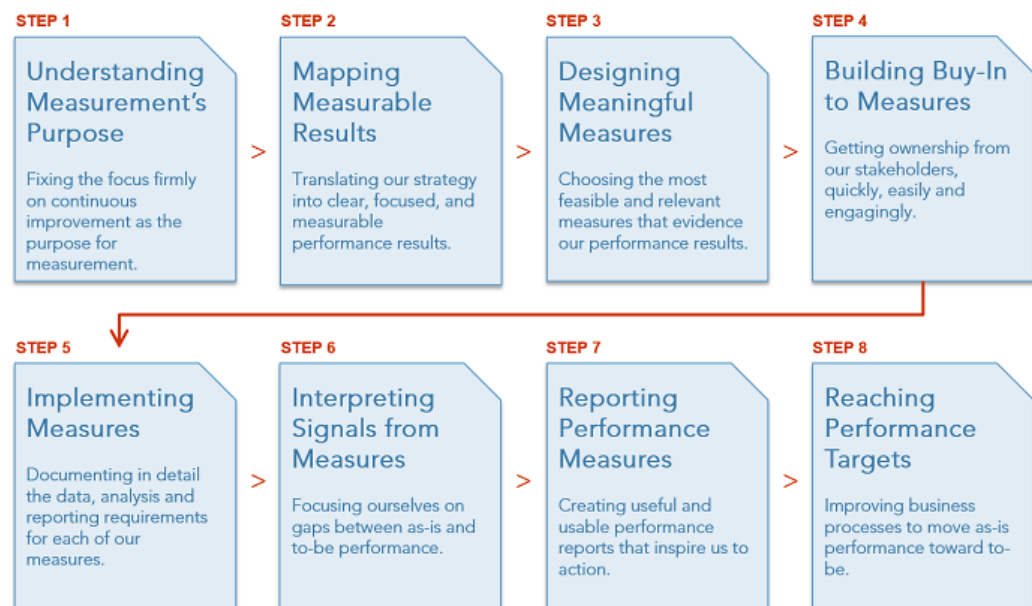 STEP 1
Understanding
Measurement's
Purpose
Fixing the focus firmly
on continuous
improvement as the
purpose for
measurement.
>
STEP 2
Mapping
Measurable
Results
Translating our strategy
into clear, focused, and
measurable
performance results.
>
STEP 3
Designing
Meaningful
Measures
Choosing the most
feasible and relevant
measures that evidence
our performance results.
>
STEP 4
Building Buy-In
to Measures
Getting ownership from
our stakeholders,
quickly, easily and
engagingly.
STEP 5
Implementing
Measures
Documenting in detail
the data, analysis and
reporting requirements
for each of our
measures.
>
STEP 6
Interpreting
Signals from
Measures
Focusing ourselves on
gaps between as-is and
to-be performance.
>
STEP 7
Reporting
Performance
Measures
Creating useful and
usable performance
reports that inspire us to
action.
>
STEP 8
Reaching
Performance
Targets
Improving business
processes to move as-is
performance toward to-
be.